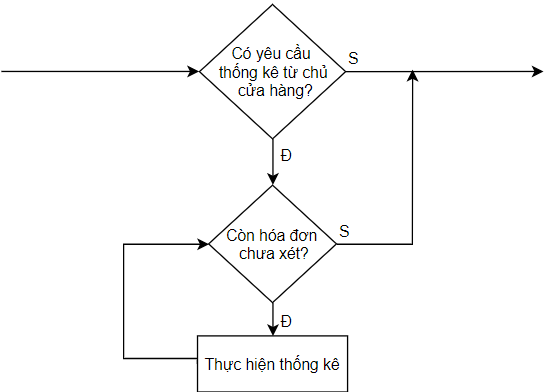 Có yêu cầu
thống kê từ chủ
cửa hàng?
S
Đ
Còn hóa đơn
chưa xét?
S
Đ
Thực hiện thống kê